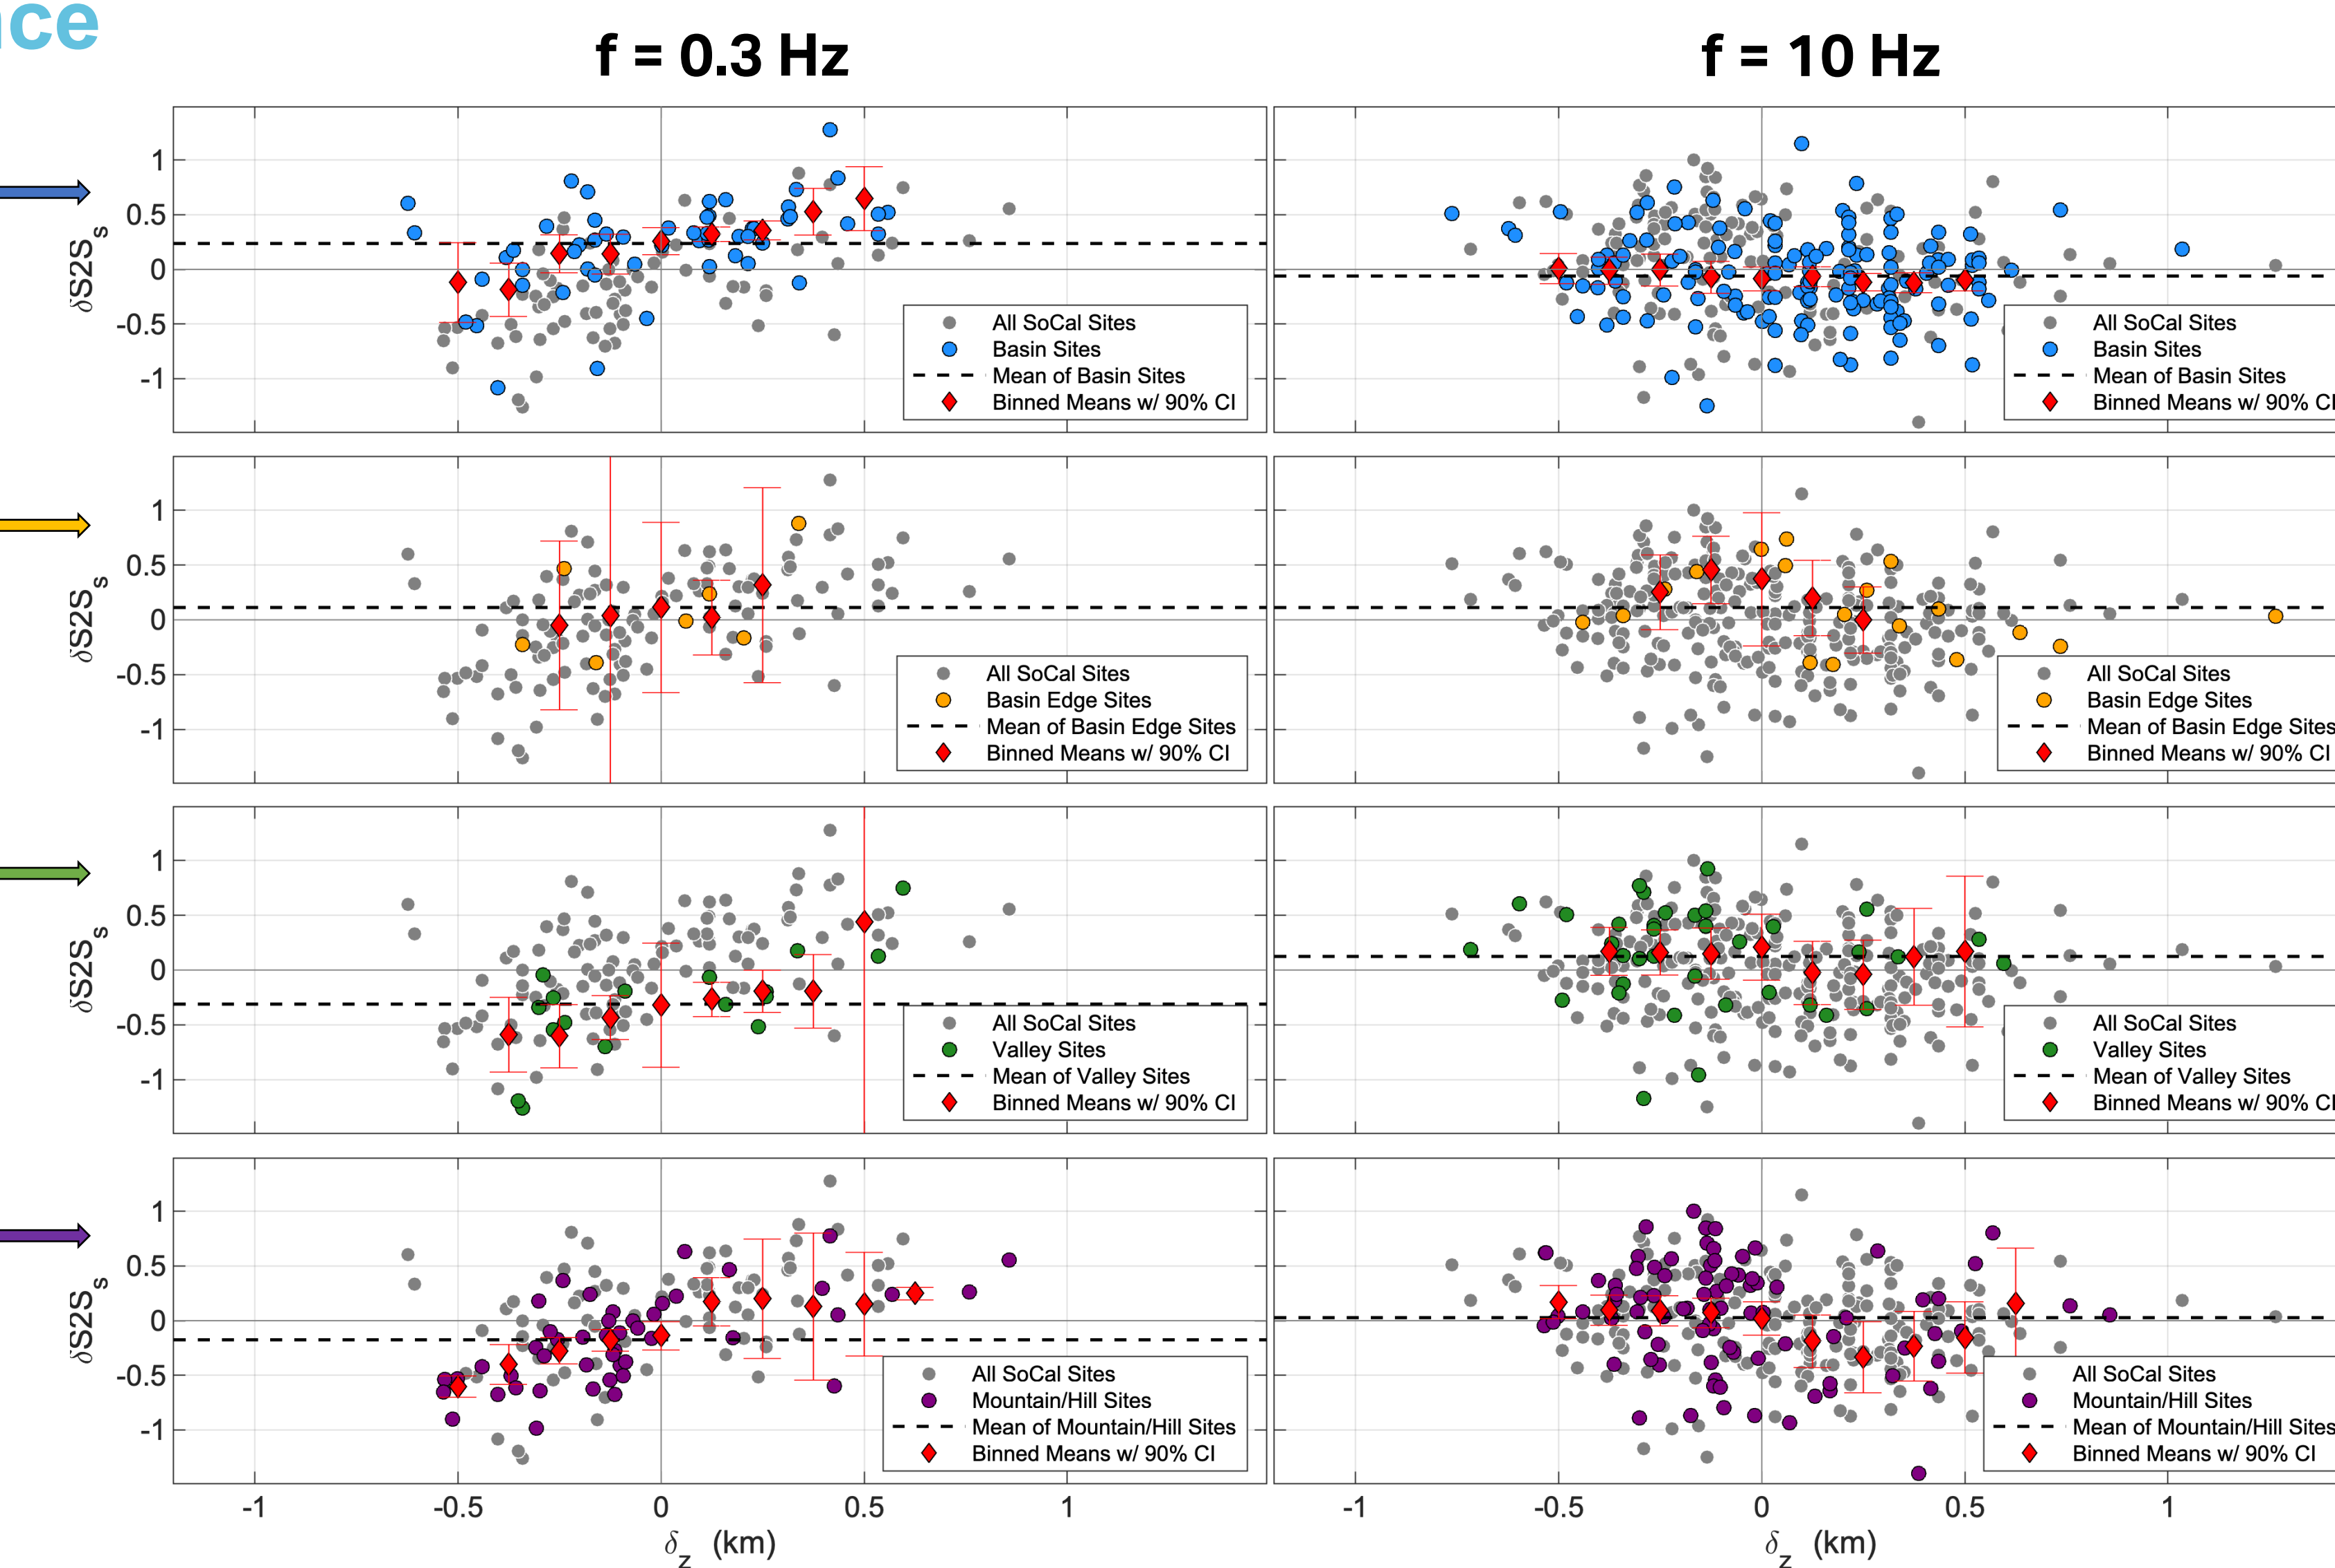 nce
f = 0.3 Hz
f = 10 Hz
1
0.5
0
-0.5
-1
δS2Ss
All SoCal Sites
Basin Sites
Mean of Basin Sites
Binned Means w/ 90% CI
All SoCal Sites
Basin Sites
Mean of Basin Sites
Binned Means w/ 90% CI
1
0.5
0
-0.5
-1
δS2Ss
All SoCal Sites
Basin Edge Sites
Mean of Basin Edge Sites
Binned Means w/ 90% CI
All SoCal Sites
Basin Edge Sites
Mean of Basin Edge Sites
Binned Means w/ 90% CI
1
0.5
0
-0.5
-1
δS2Ss
All SoCal Sites
Valley Sites
Mean of Valley Sites
Binned Means w/ 90% CI
All SoCal Sites
Valley Sites
Mean of Valley Sites
Binned Means w/ 90% CI
1
0.5
0
-0.5
-1
δS2Ss
All SoCal Sites
Mountain/Hill Sites
Mean of Mountain/Hill Sites
Binned Means w/ 90% CI
All SoCal Sites
Mountain/Hill Sites
Mean of Mountain/Hill Sites
Binned Means w/ 90% CI
-1 -0.5 0 0.5 1
-1 -0.5 0 0.5 1
δz (km)
δz (km)